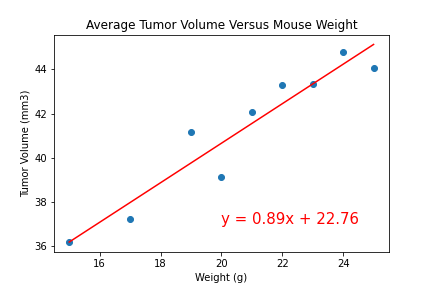 Average Tumor Volume Versus Mouse Weight
Tumor Volume (mm3)
44
42
40
38
36
y = 0.89x + 22.76
16 18 20 22 24
Weight (g)